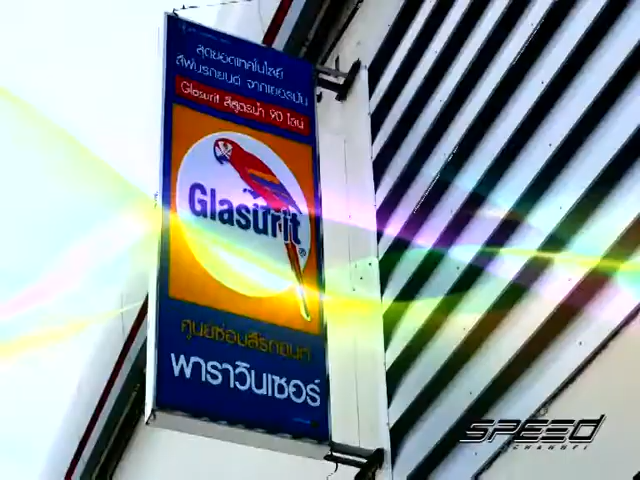 สุดยอดเทคโนโลยี
สีพ่นรถยนต์ จากเยอรมัน
Glasurit สีสูตรน้ำ 90 ไลน์
Glasurit®
ศูนย์ซ่อมสีรถยนต์
พาราวินเซอร์
SPEED
CHANNEL